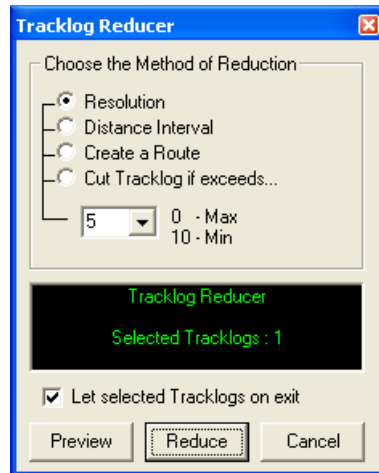 Tracklog Reducer
Choose the Method of Reduction
Resolution
Distance Interval
Create a Route
Cut Tracklog if exceeds...
5
0 - Max
10 - Min
Tracklog Reducer
Selected Tracklogs : 1
Let selected Tracklogs on exit
Preview Reduce Cancel